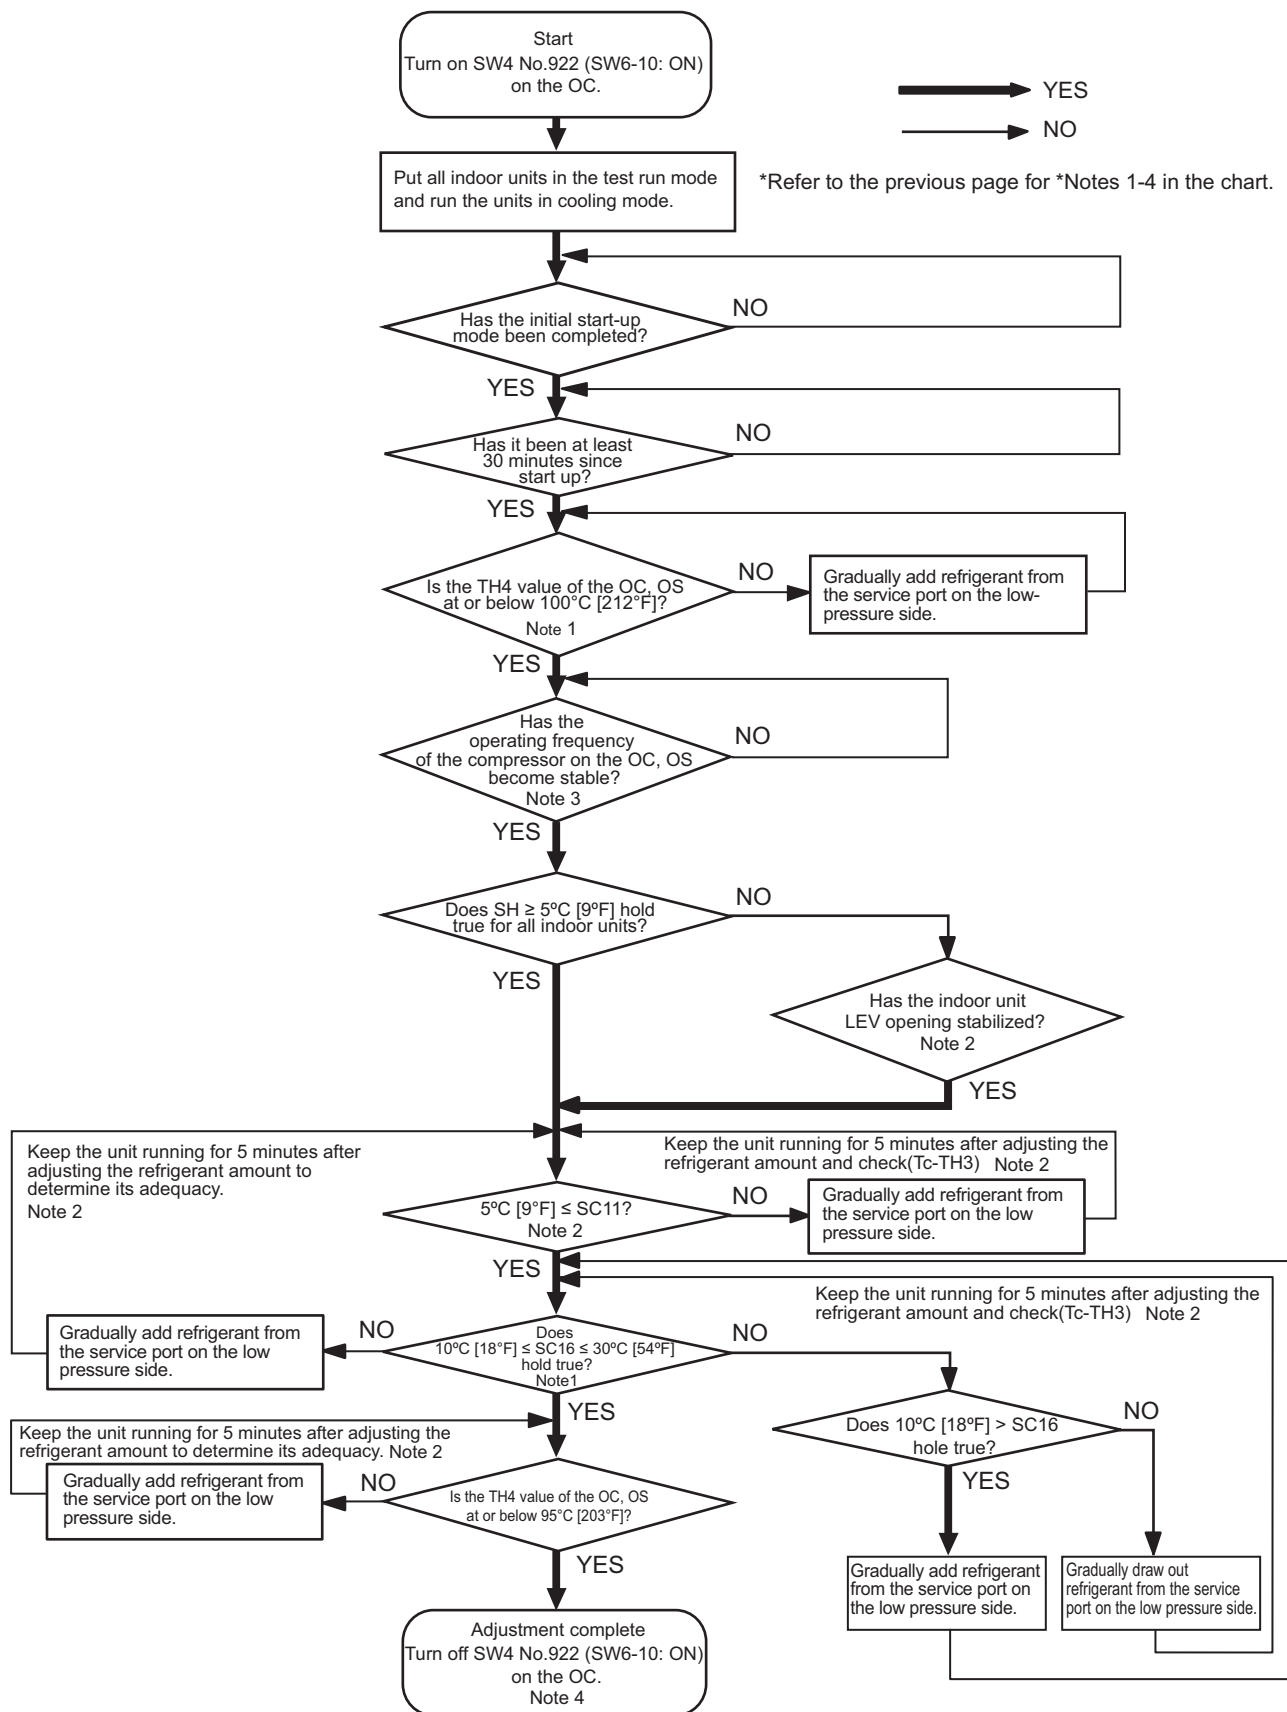 Start
Turn on SW4 No.922 (SW6-10: ON)
on the OC.
YES
NO
*Refer to the previous page for *Notes 1-4 in the chart.
Put all indoor units in the test run mode
and run the units in cooling mode.
Has the initial start-up
mode been completed?
NO
YES
Has it been at least
30 minutes since
start up?
NO
YES
Is the TH4 value of the OC, OS
at or below 100°C [212°F]?
Note 1
NO
Gradually add refrigerant from
the service port on the low-
pressure side.
YES
Has the
operating frequency
of the compressor on the OC, OS
become stable?
Note 3
NO
YES
Does SH ≥ 5ºC [9ºF] hold
true for all indoor units?
NO
YES
Has the indoor unit
LEV opening stabilized?
Note 2
YES
Keep the unit running for 5 minutes after
adjusting the refrigerant amount to
determine its adequacy.
Note 2
Keep the unit running for 5 minutes after adjusting the
refrigerant amount and check(Tc-TH3) Note 2
5ºC [9°F] ≤ SC11?
Note 2
NO
Gradually add refrigerant from
the service port on the low
pressure side.
YES
Keep the unit running for 5 minutes after adjusting the
refrigerant amount and check(Tc-TH3) Note 2
Gradually add refrigerant from
the service port on the low
pressure side.
NO
Does
10ºC [18°F] ≤ SC16 ≤ 30ºC [54ºF]
hold true?
Note1
NO
YES
Does 10ºC [18ºF] > SC16
hole true?
NO
YES
Keep the unit running for 5 minutes after adjusting the
refrigerant amount to determine its adequacy. Note 2
Gradually add refrigerant from
the service port on the low
pressure side.
NO
Is the TH4 value of the OC, OS
at or below 95°C [203°F]?
YES
Gradually add refrigerant
from the service port on
the low pressure side.
Gradually draw out
refrigerant from the service
port on the low pressure side.
Adjustment complete
Turn off SW4 No.922 (SW6-10: ON)
on the OC.
Note 4